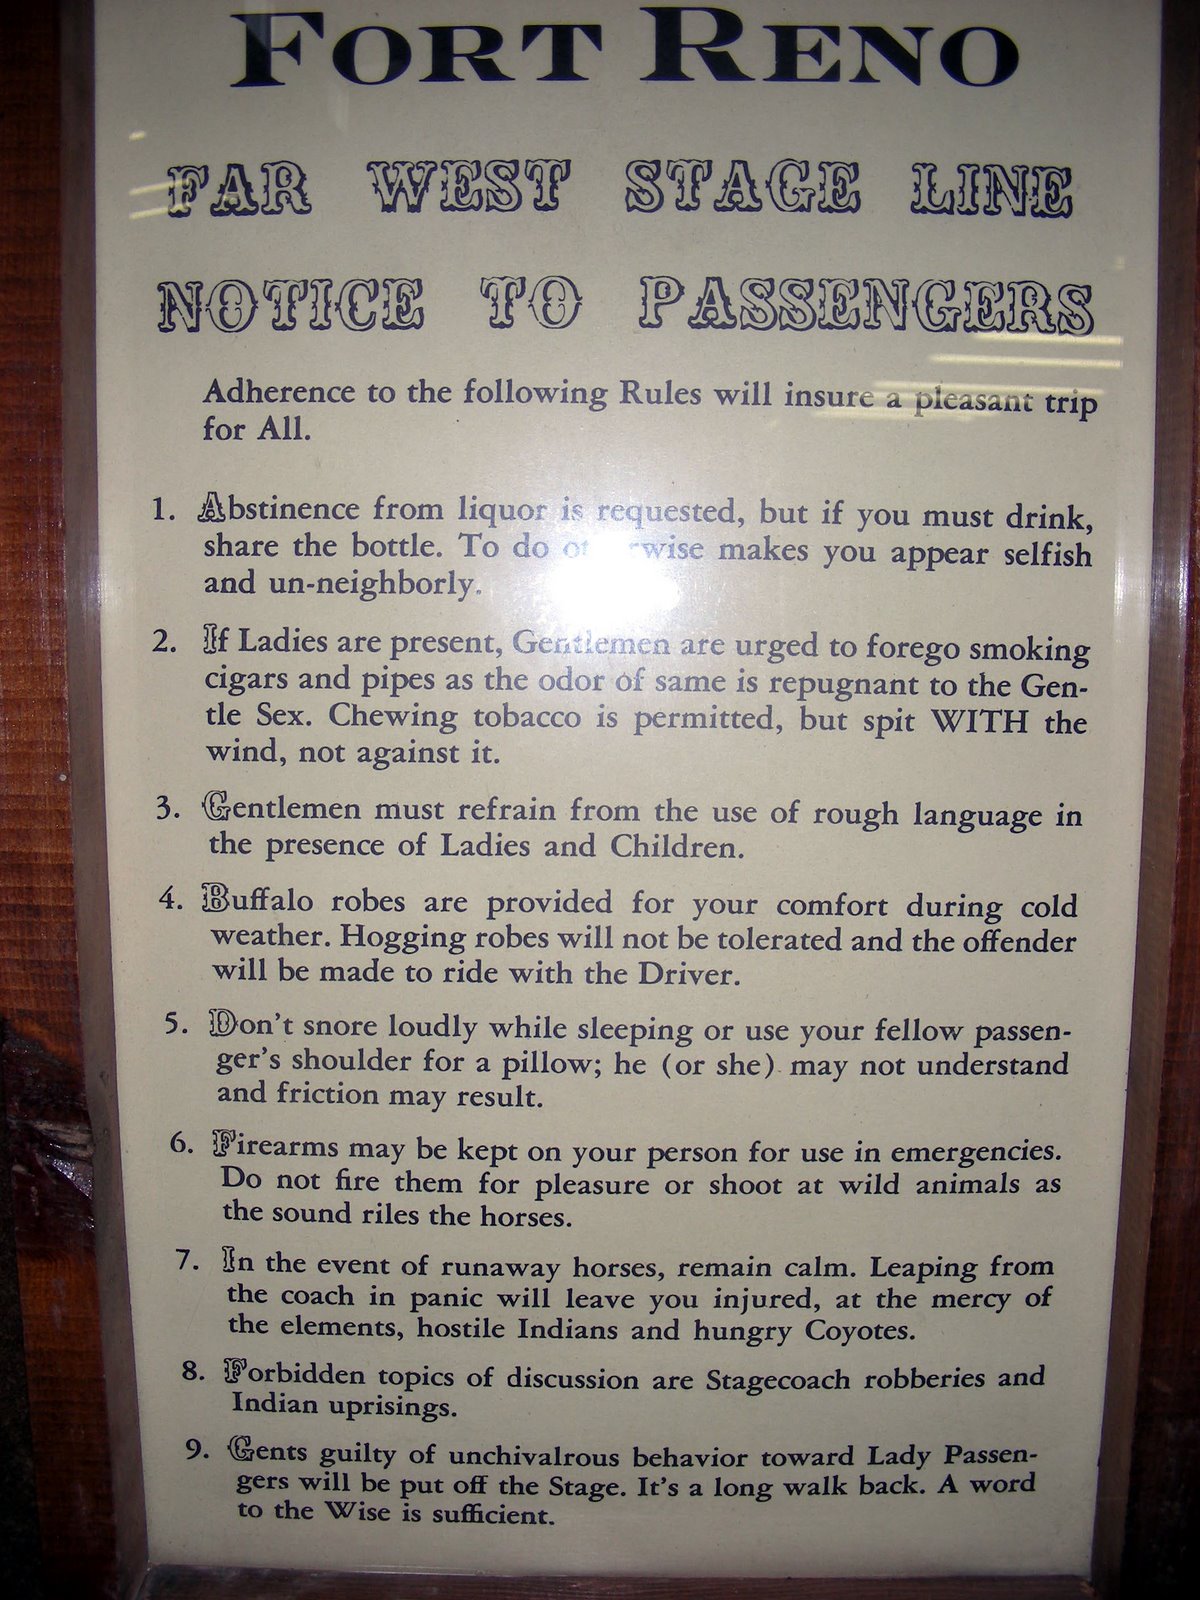 FORT RENO
FAR WEST STAGE LINE
NOTICE TO PASSENGERS
Adherence to the following Rules will insure a pleasant trip
for All.
1. Abstinence from liquor is requested, but if you must drink,
share the bottle. To do otherwise makes you appear selfish
and un-neighborly.
2. If Ladies are present, Gentlemen are urged to forego smoking
cigars and pipes as the odor of same is repugnant to the Gen-
tle Sex. Chewing tobacco is permitted, but spit WITH the
wind, not against it.
3. Gentlemen must refrain from the use of rough language in
the presence of Ladies and Children.
4. Buffalo robes are provided for your comfort during cold
weather. Hogging robes will not be tolerated and the offender
will be made to ride with the Driver.
5. Don't snore loudly while sleeping or use your fellow passen-
ger's shoulder for a pillow; he (or she) may not understand
and friction may result.
6. Firearms may be kept on your person for use in emergencies.
Do not fire them for pleasure or shoot at wild animals as
the sound riles the horses.
7. In the event of runaway horses, remain calm. Leaping from
the coach in panic will leave you injured, at the mercy of
the elements, hostile Indians and hungry Coyotes.
8. Forbidden topics of discussion are Stagecoach robberies and
Indian uprisings.
9. Gents guilty of unchivalrous behavior toward Lady Passen-
gers will be put off the Stage. It's a long walk back. A word
to the Wise is sufficient.